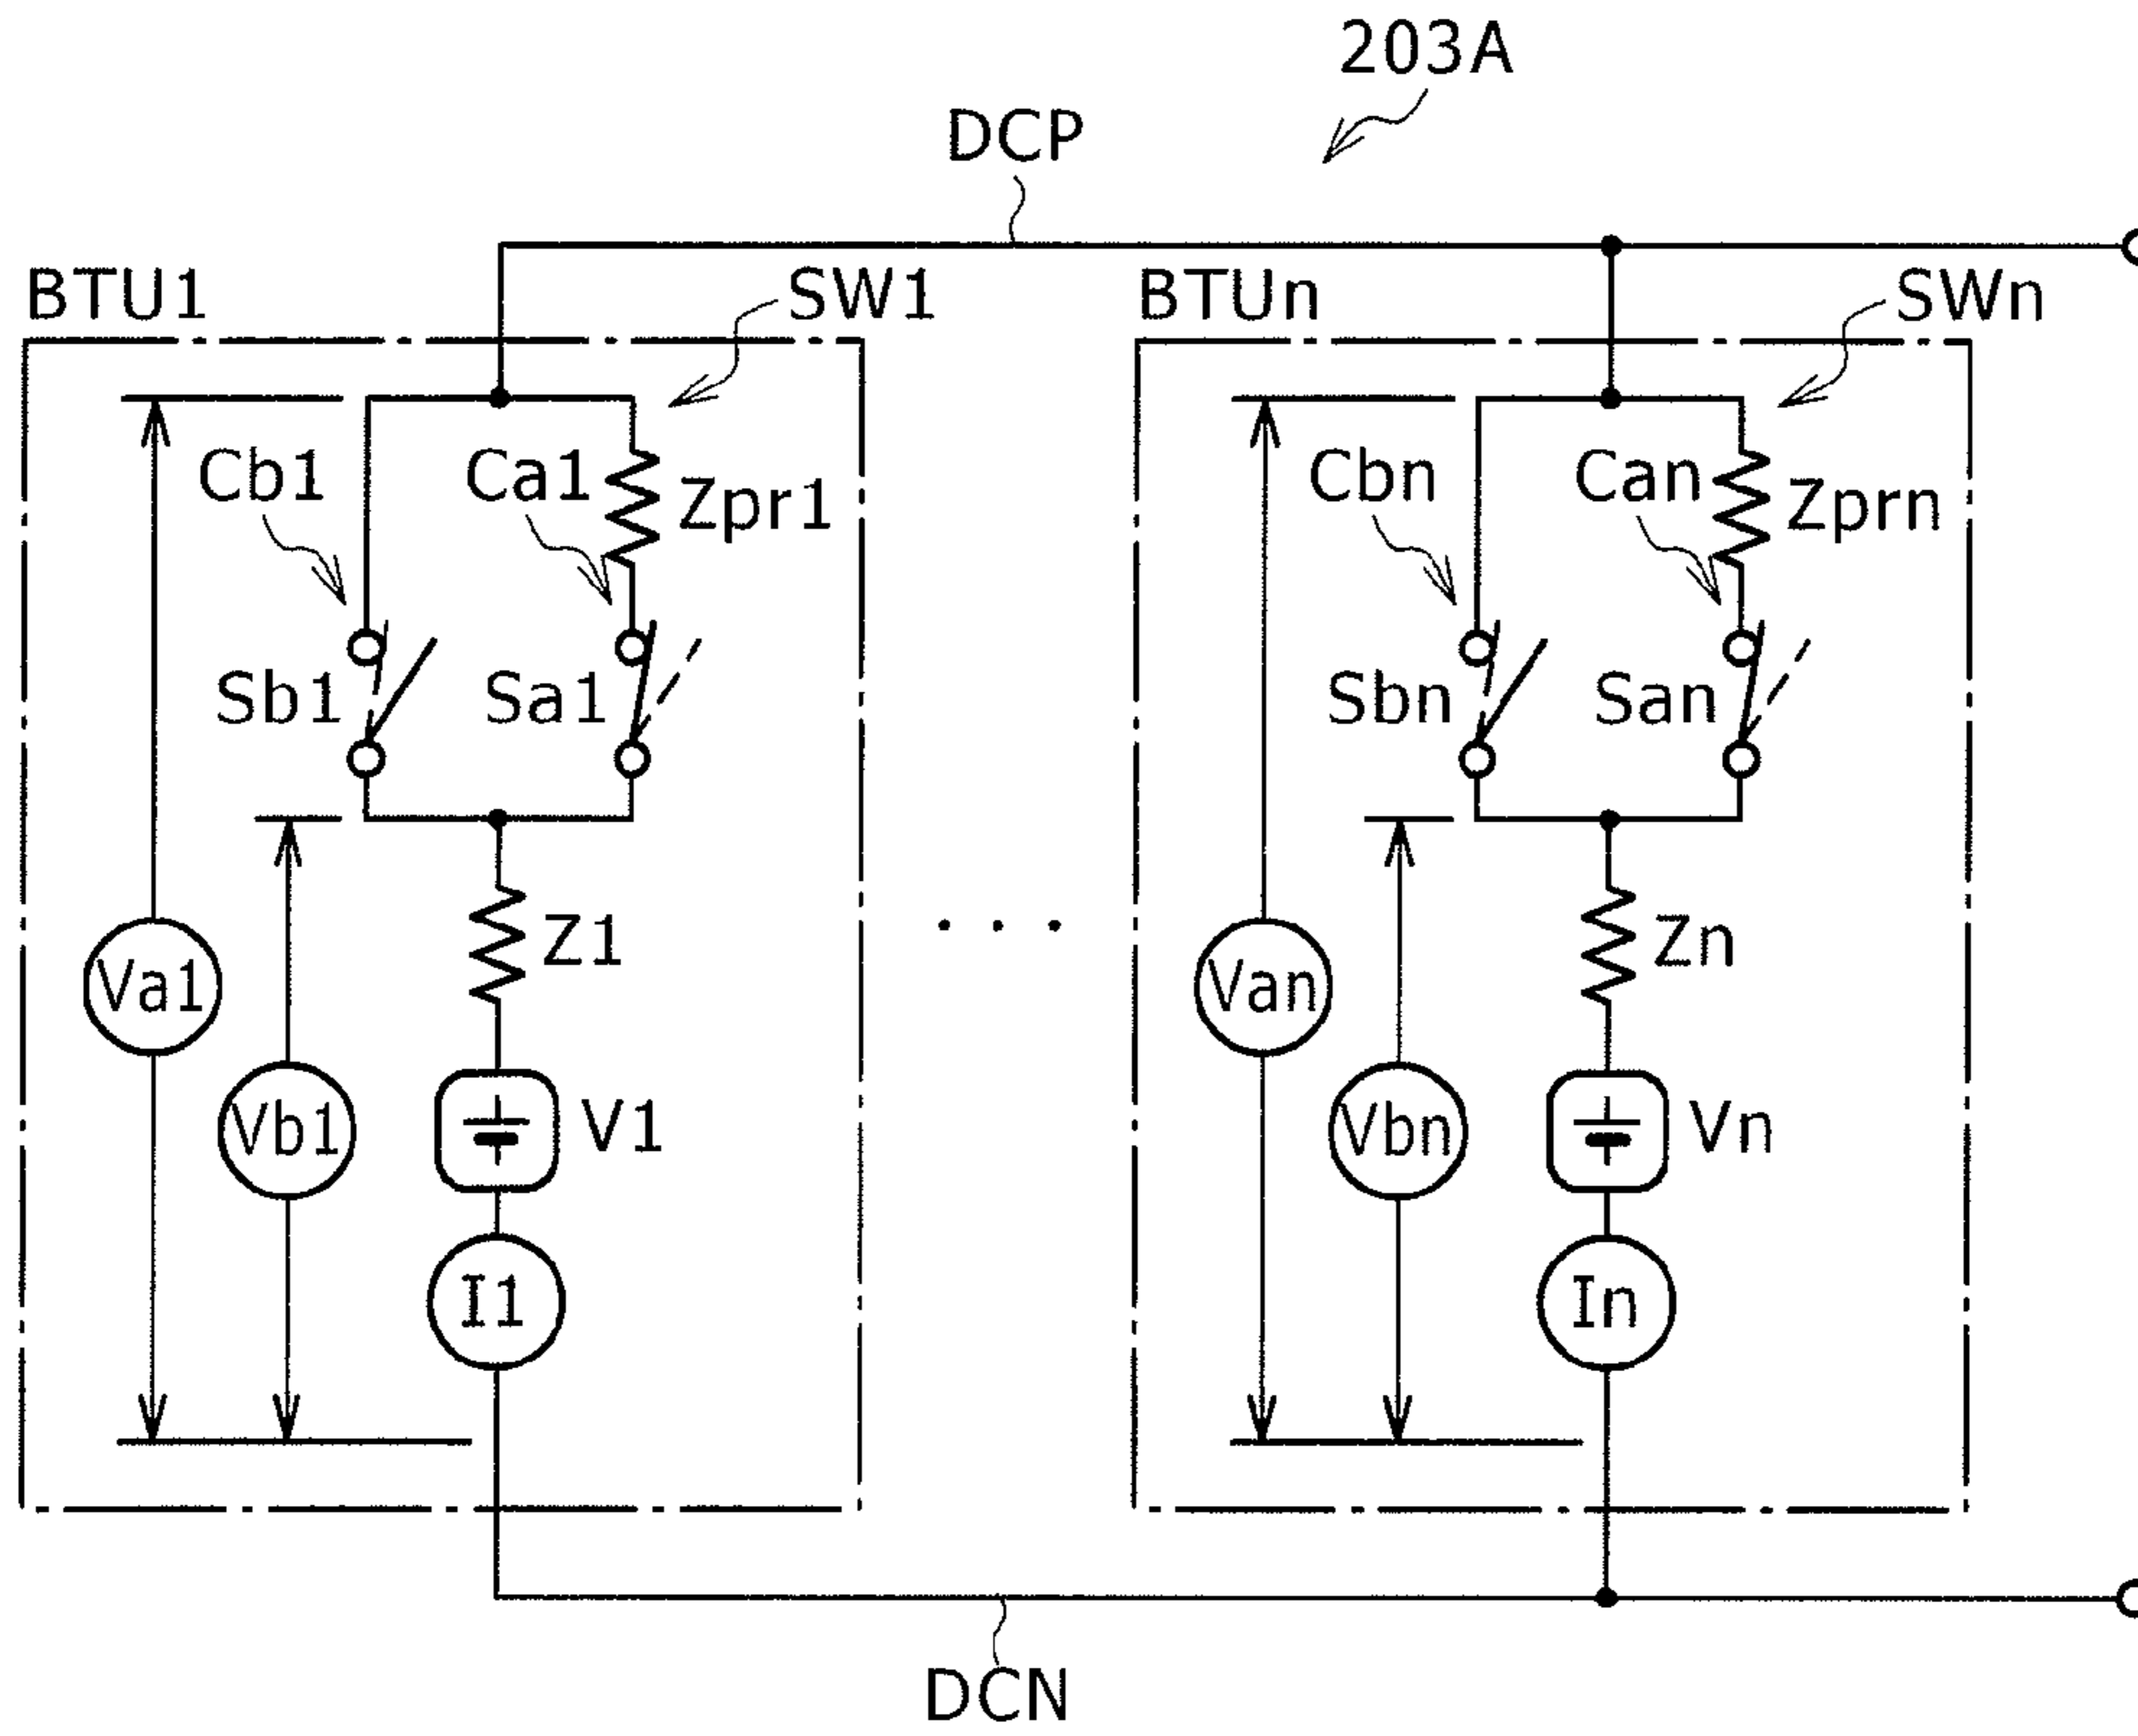 203A
DCP
BTU1
SW1
BTUn
SWn
Cb1
Ca1
Zpr1
Cbn
Can
Zprn
Sb1
Sa1
Sbn
San
Z1
Zn
Va1
Van
Vb1
V1
Vbn
Vn
I1
In
DCN